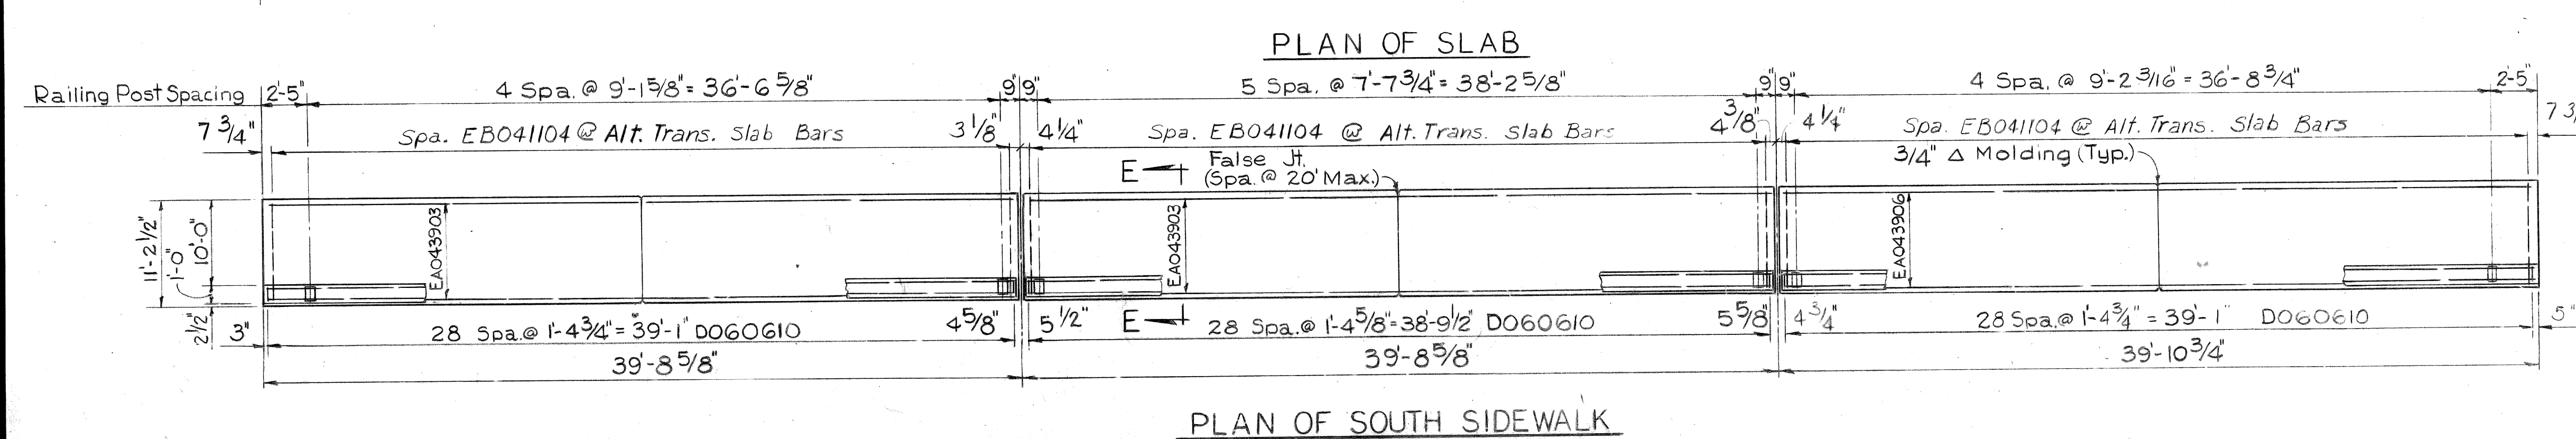 PLAN OF SLAB
Railing Post Spacing 2'-5" 4 Spa. @ 9'-1 5/8" = 36'-6 5/8" 9" 9" 5 Spa. @ 7'-7 3/4" = 38'-2 5/8" 9" 9" 4 Spa. @ 9'-2 3/16" = 36'-8 3/4" 2'-5"
7 3/4" Spa. EB041104 @ Alt. Trans. Slab Bars 3 1/8" 4 1/4" Spa. EB041104 @ Alt. Trans. Slab Bars 4 3/8" 4 1/4" Spa. EB041104 @ Alt. Trans. Slab Bars
E False Jt. 3/4" Δ Molding (Typ.)
(Spa. @ 20' Max.)
11'-2 1/2" 1'-0" 10'-0" EA043903 EA043903 EA043906
2 1/2" 3" 28 Spa. @ 1'-4 3/4" = 39'-1" D060610 4 5/8" 5 1/2" E 28 Spa. @ 1'-4 5/8" = 38'-9 1/2" D060610 5 5/8" 4 3/4" 28 Spa. @ 1'-4 3/4" = 39'-1" D060610 5"
39'-8 5/8" 39'-8 5/8" 39'-10 3/4"
PLAN OF SOUTH SIDEWALK